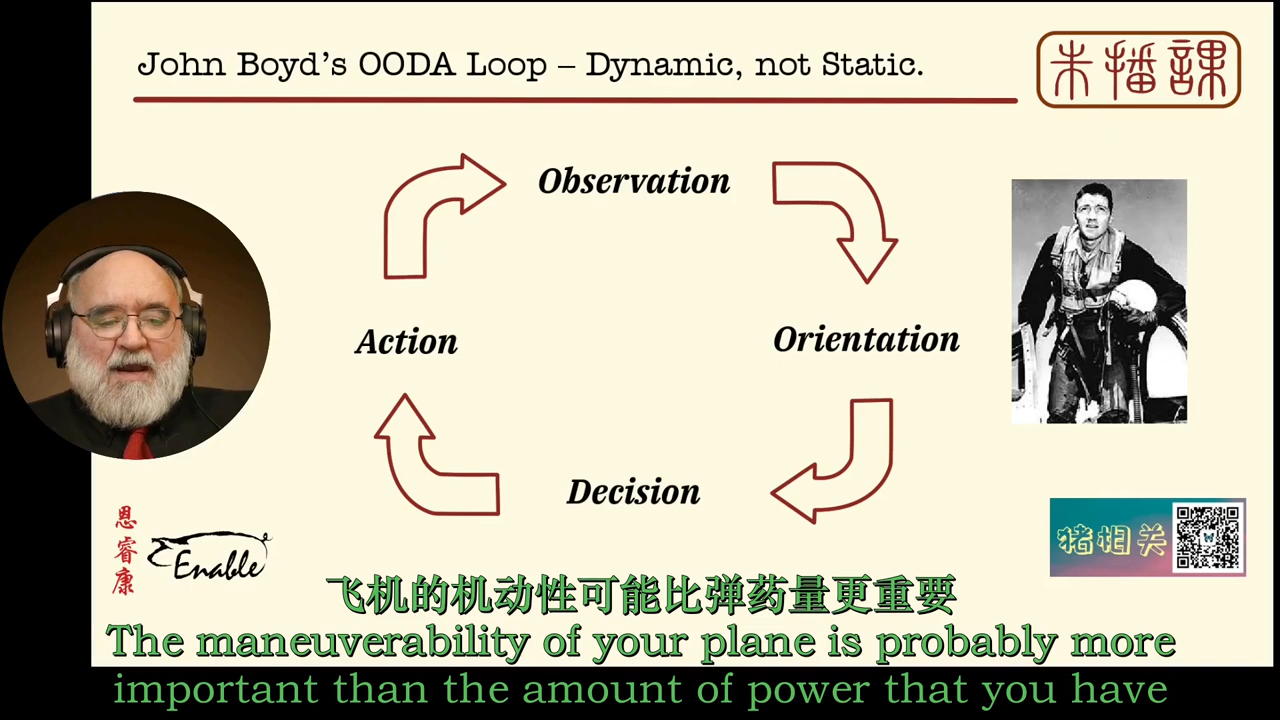 John Boyd's OODA Loop – Dynamic, not Static.
未播課
Observation
Action
Orientation
Decision
恩睿康
Enable
猪相关
飞机的机动性可能比弹药量更重要
The maneuverability of your plane is probably more
important than the amount of power that you have